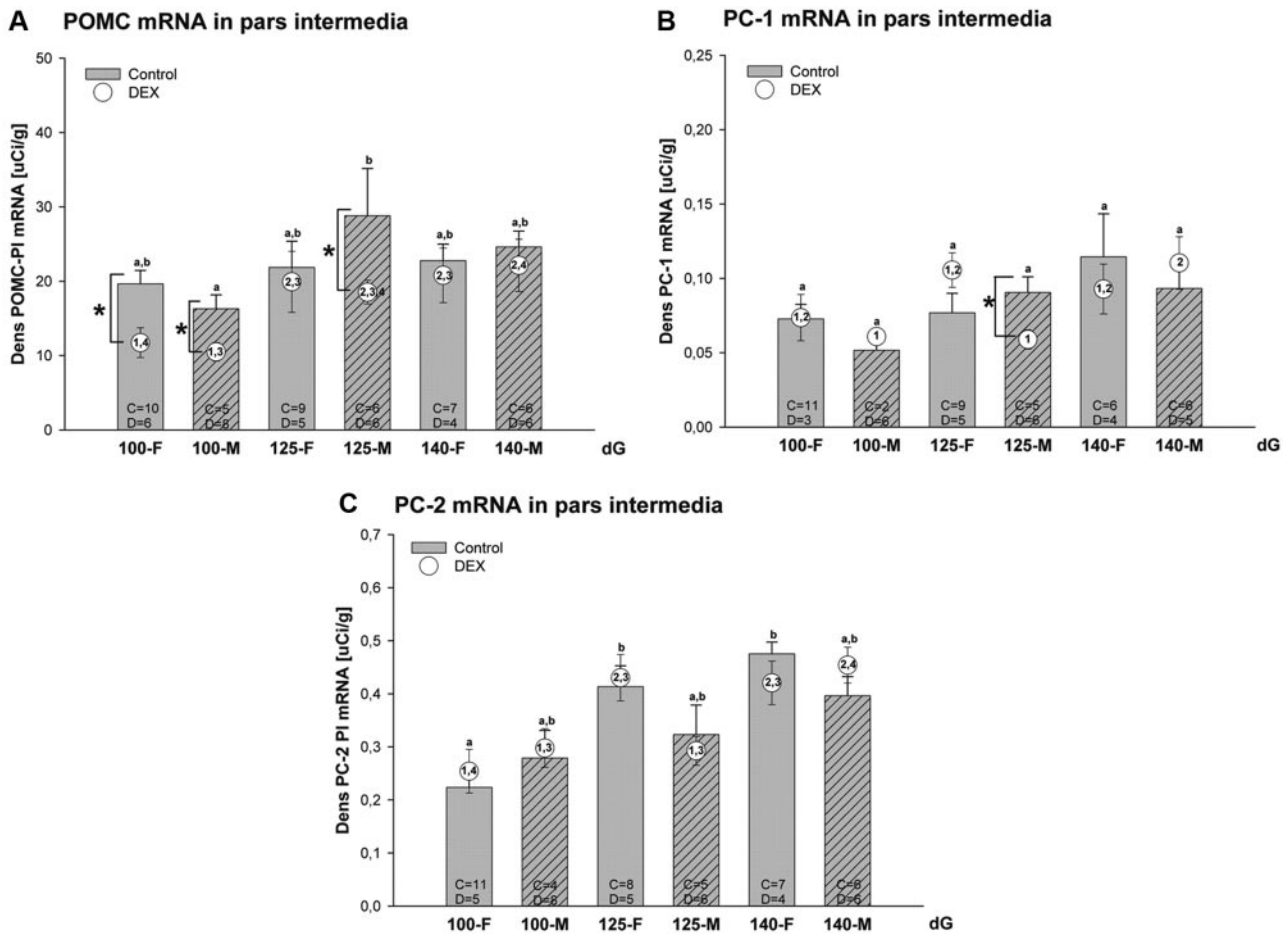 A POMC mRNA in pars intermedia
Dens POMC-PI mRNA [uCi/g]
50
40
30
20
10
0
Control
DEX
a,b
a
a,b
b
a,b
a,b
*
*
*
1,4
1,3
2,3
2,3,4
2,3
2,4
C=10 C=5 C=9 C=6 C=7 C=6
D=6 D=8 D=5 D=6 D=4 D=6
100-F 100-M 125-F 125-M 140-F 140-M dG
B PC-1 mRNA in pars intermedia
Dens PC-1 mRNA [uCi/g]
0,25
0,20
0,15
0,10
0,05
0,00
Control
DEX
a
a
a
a
a
a
*
1,2
1
1,2
1
1,2
2
C=11 C=2 C=9 C=5 C=6 C=6
D=3 D=6 D=5 D=6 D=4 D=5
100-F 100-M 125-F 125-M 140-F 140-M dG
C PC-2 mRNA in pars intermedia
Dens PC-2 PI mRNA [uCi/g]
0,7
0,6
0,5
0,4
0,3
0,2
0,1
0,0
Control
DEX
a
a,b
b
a,b
b
a,b
1,4
1,3
2,3
1,3
2,3
2,4
C=11 C=4 C=8 C=5 C=7 C=6
D=5 D=8 D=5 D=6 D=4 D=6
100-F 100-M 125-F 125-M 140-F 140-M dG